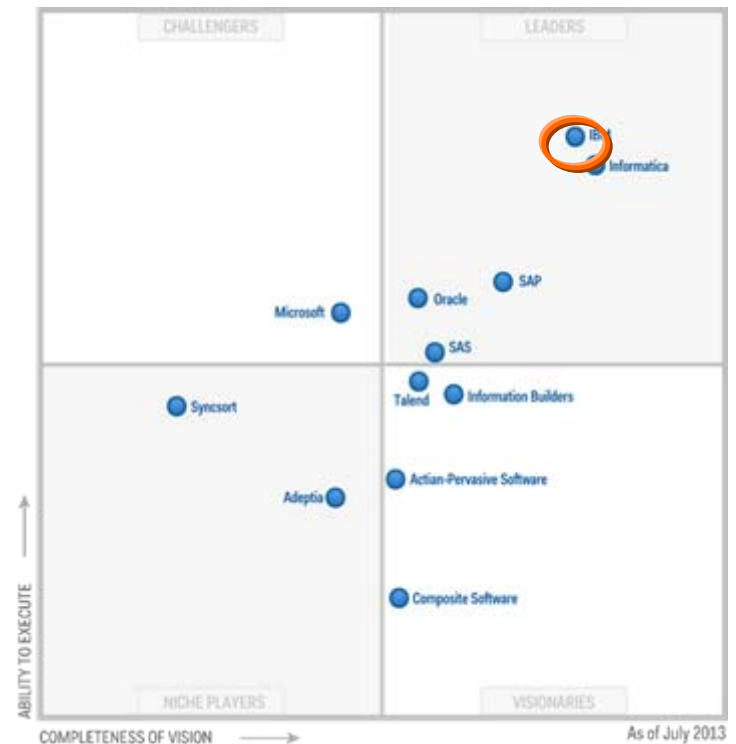 CHALLENGERS
LEADERS
Informatica
SAP
Oracle
Microsoft
SAS
Talend
Information Builders
Syncsort
Actian-Pervasive Software
Adeptia
Composite Software
NICHE PLAYERS
VISIONARIES
ABILITY TO EXECUTE
COMPLETENESS OF VISION
As of July 2013